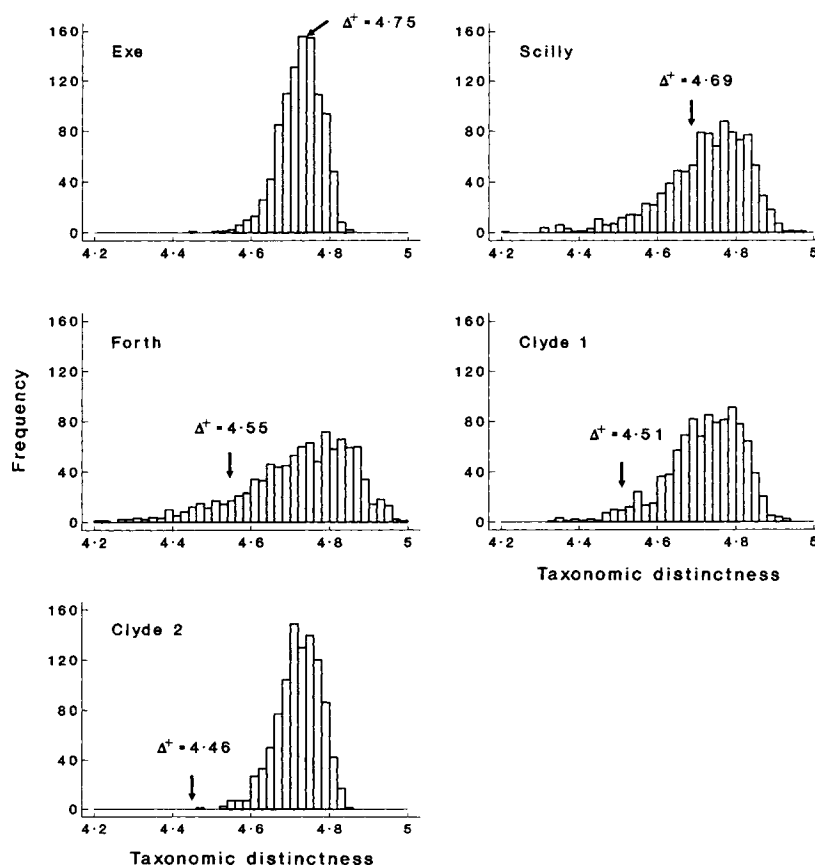 Exe
Δ⁺ = 4·75
160
120
80
40
0
4·2 4·4 4·6 4·8 5
Scilly
Δ⁺ = 4·69
160
120
80
40
0
4·2 4·4 4·6 4·8 5
Forth
Δ⁺ = 4·55
160
120
80
40
0
4·2 4·4 4·6 4·8 5
Frequency
Clyde 1
Δ⁺ = 4·51
160
120
80
40
0
4·2 4·4 4·6 4·8 5
Taxonomic distinctness
Clyde 2
Δ⁺ = 4·46
160
120
80
40
0
4·2 4·4 4·6 4·8 5
Taxonomic distinctness